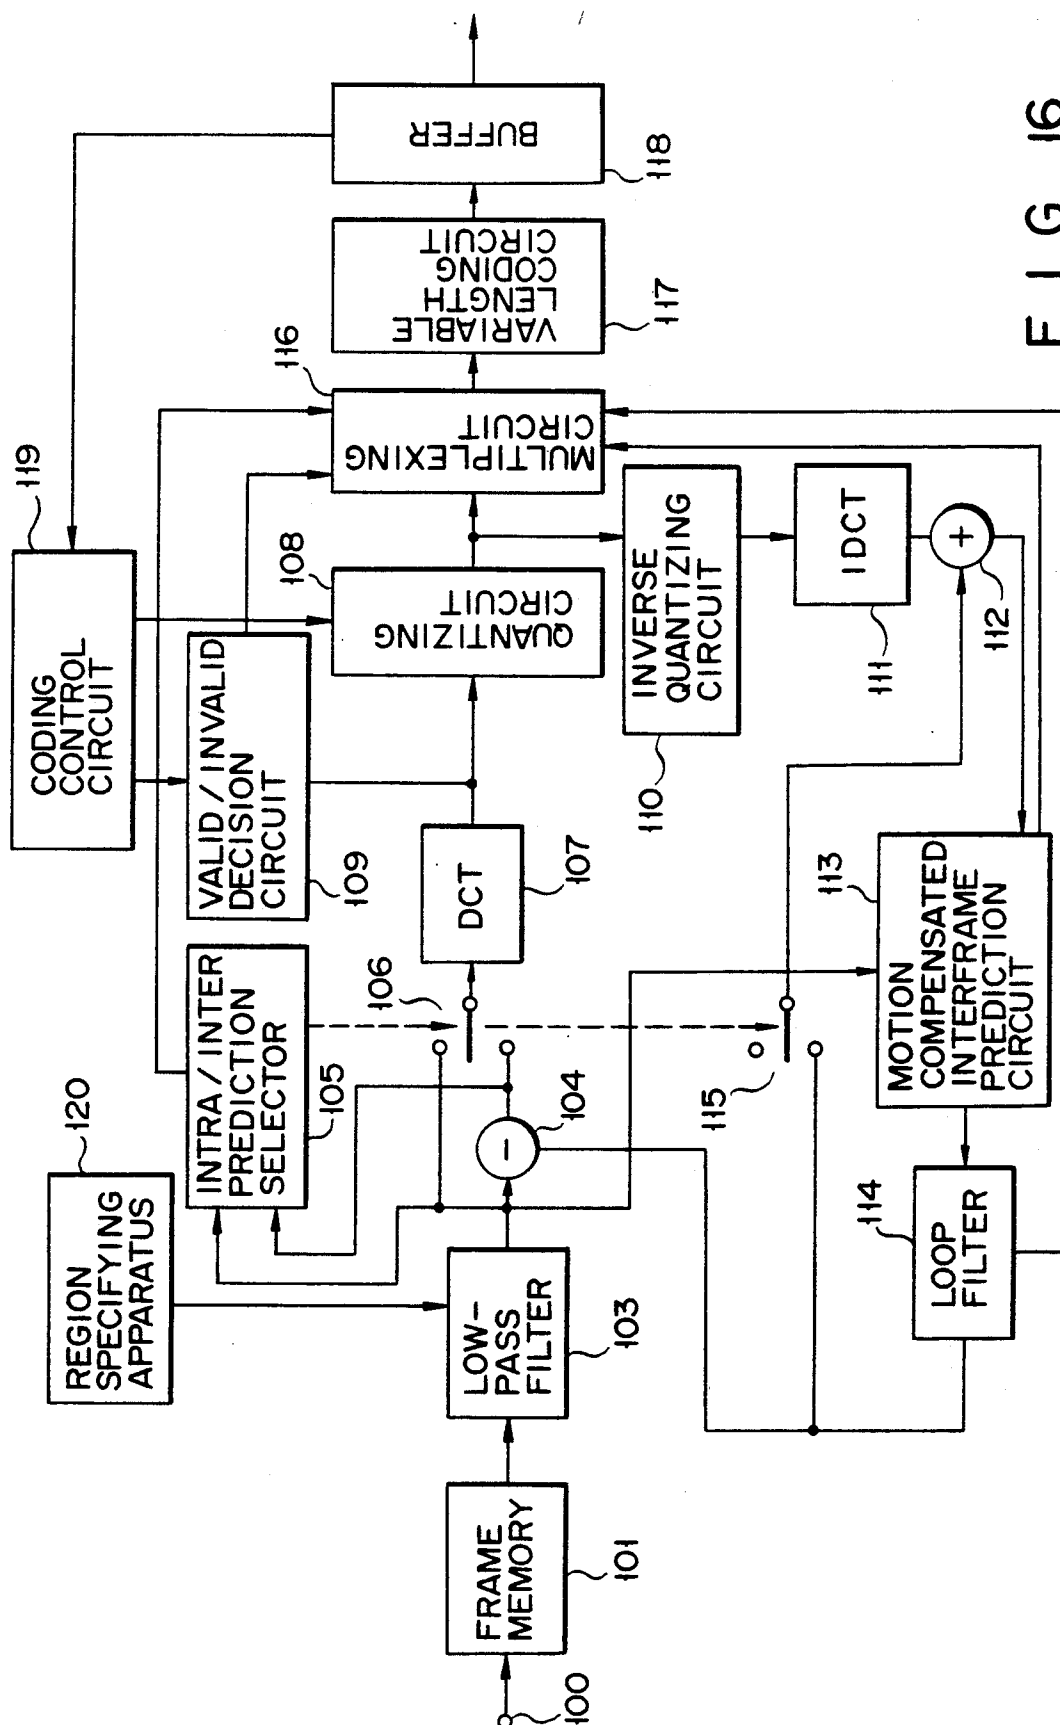 100
FRAME
MEMORY
101
LOW-
PASS
FILTER
103
REGION
SPECIFYING
APPARATUS
120
INTRA / INTER
PREDICTION
SELECTOR
105
104
106
DCT
107
VALID / INVALID
DECISION
CIRCUIT
109
CODING
CONTROL
CIRCUIT
119
QUANTIZING
CIRCUIT
108
MULTIPLEXING
CIRCUIT
116
VARIABLE
LENGTH
CODING
CIRCUIT
117
BUFFER
118
INVERSE
QUANTIZING
CIRCUIT
110
IDCT
111
+
112
-
115
MOTION
COMPENSATED
INTERFRAME
PREDICTION
CIRCUIT
113
LOOP
FILTER
114
FIG 16